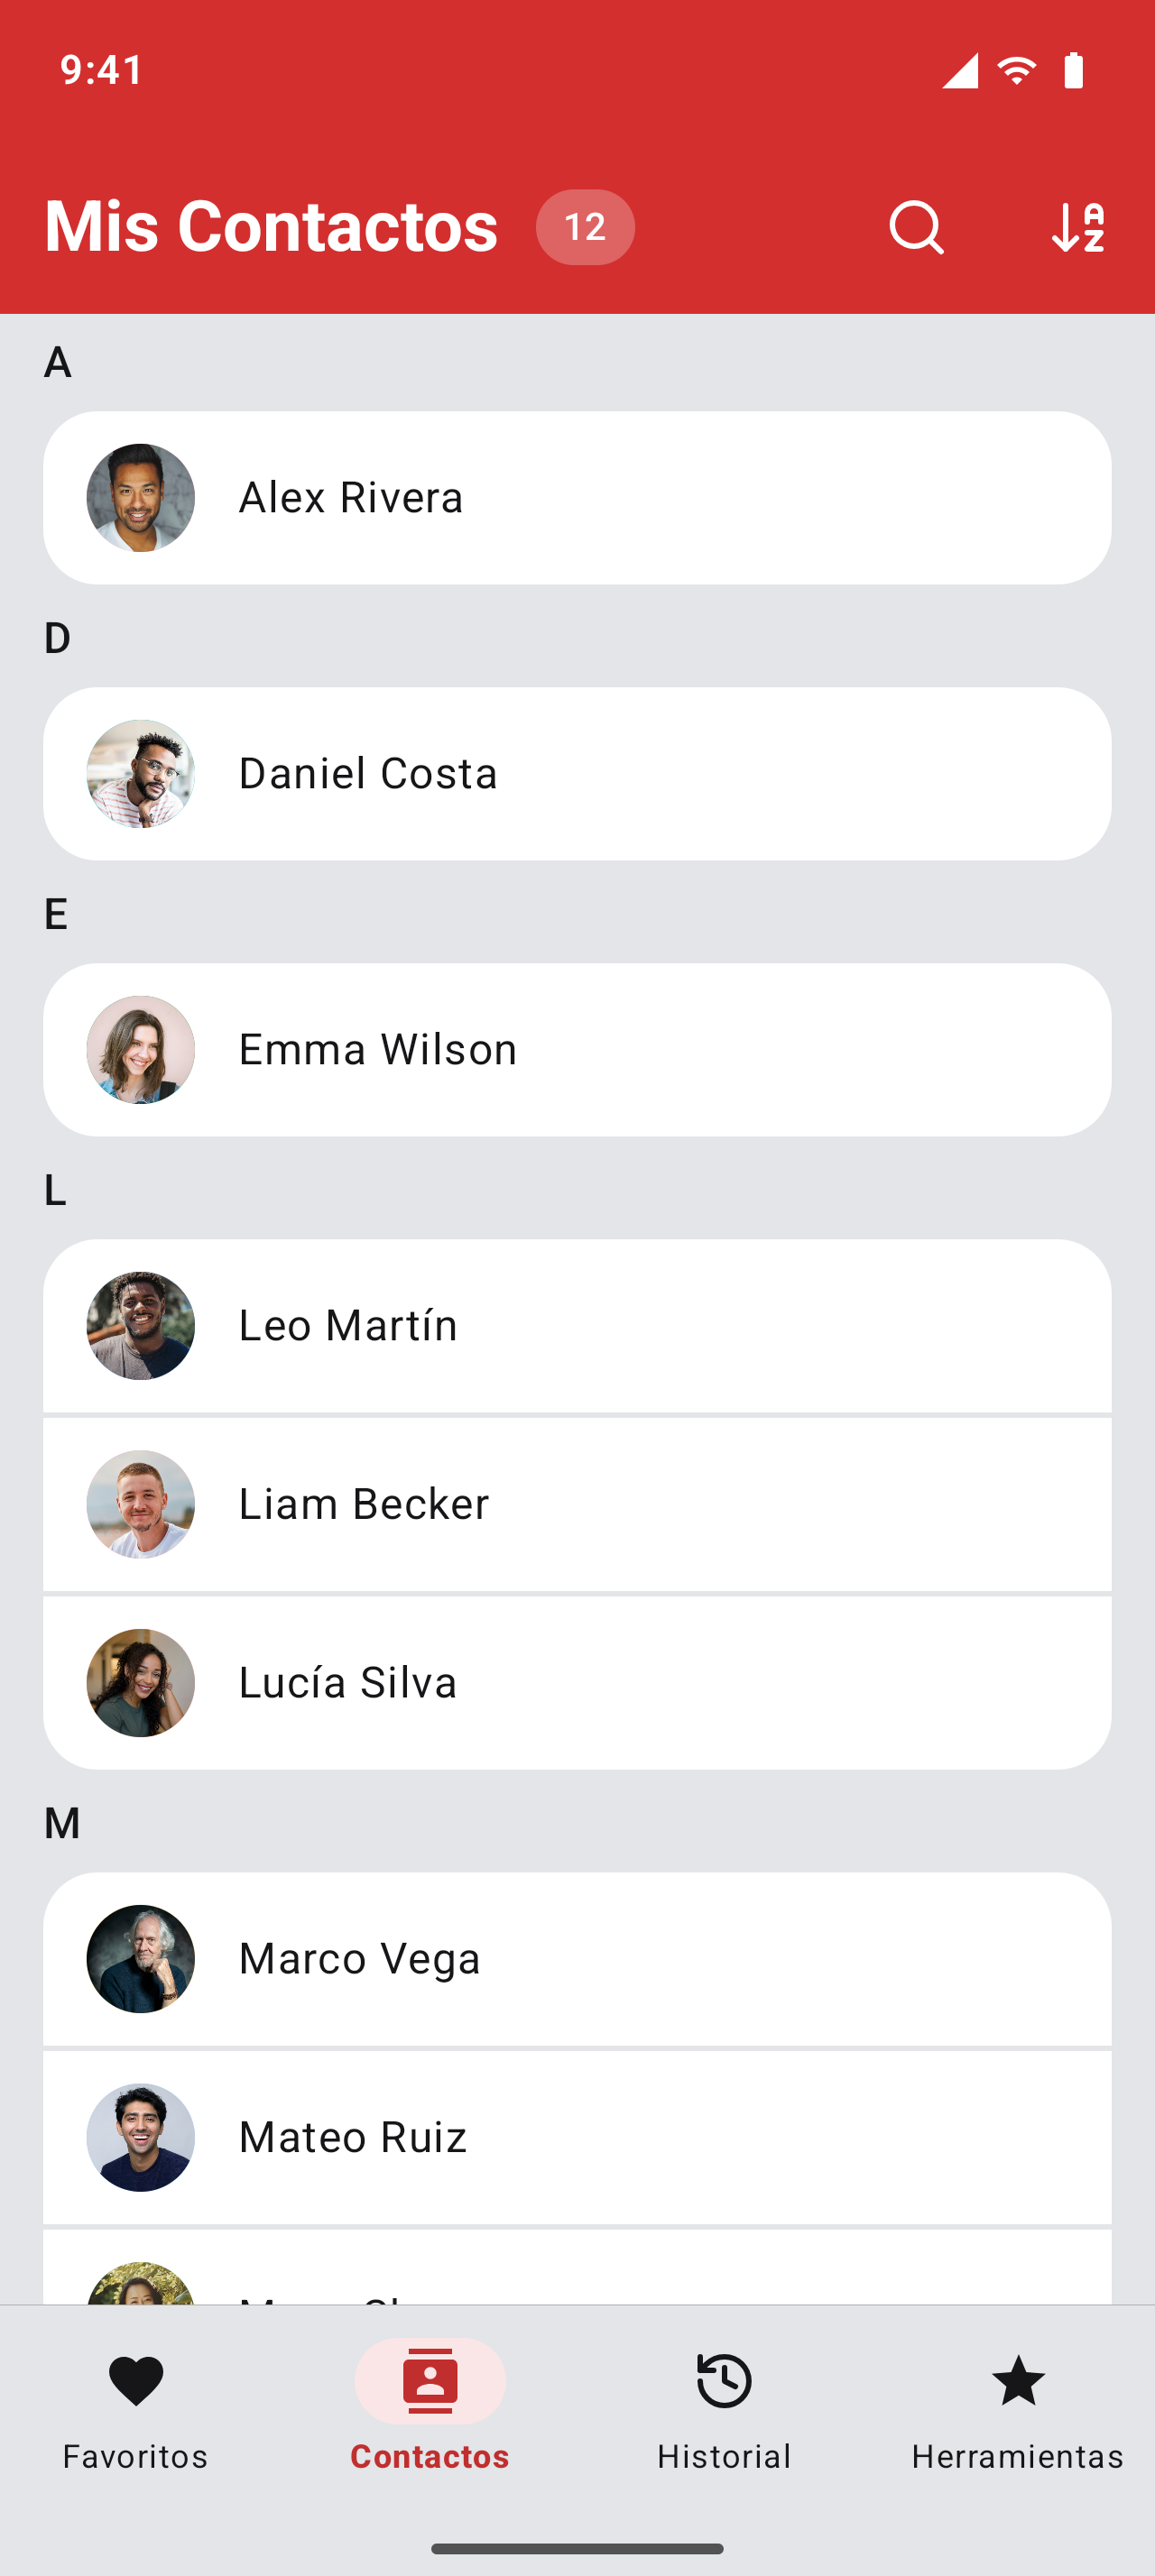 9:41
Mis Contactos 12
A
Alex Rivera
D
Daniel Costa
E
Emma Wilson
L
Leo Martín
Liam Becker
Lucía Silva
M
Marco Vega
Mateo Ruiz
Favoritos
Contactos
Historial
Herramientas